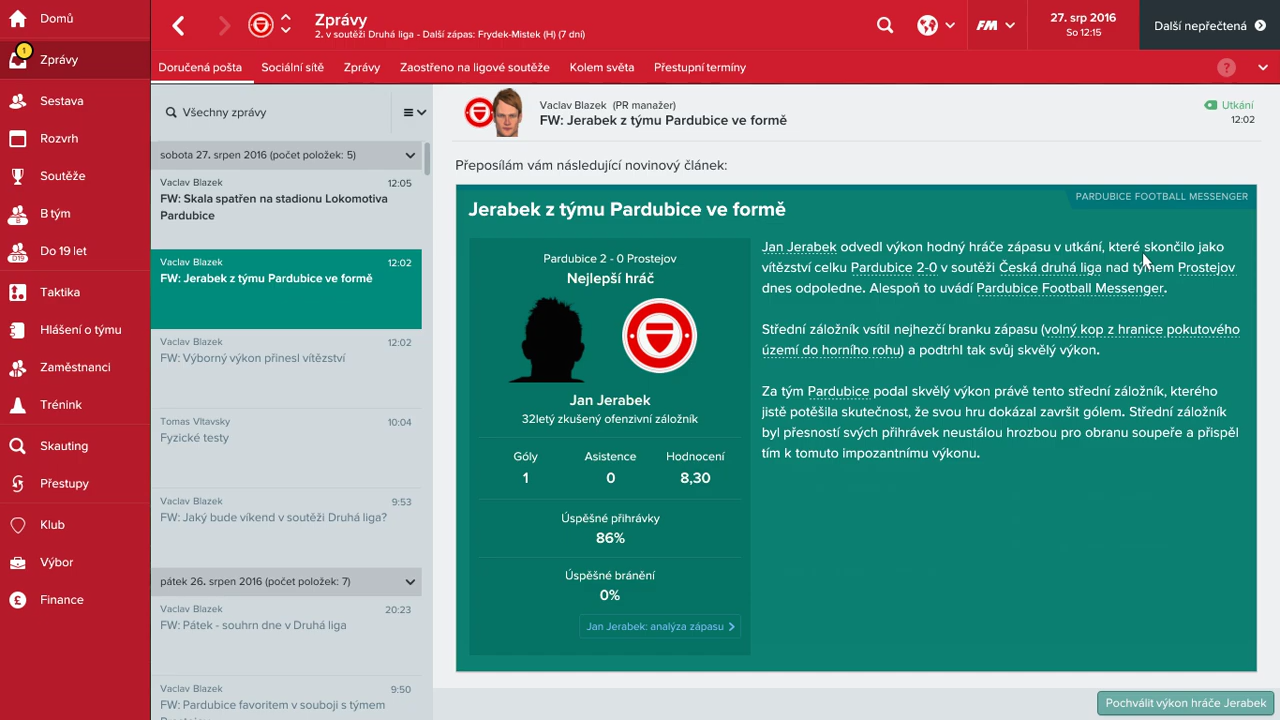 Domů
1
Zprávy
Sestava
Rozvrh
Soutěže
B
B tým
D19
Do 19 let
Taktika
Hlášení o týmu
Zaměstnanci
Trénink
Skauting
Přestupy
Klub
Výbor
£
Finance
Zprávy
2. v soutěži Druhá liga - Další zápas: Frydek-Mistek (H) (7 dní)
FM
27. srp 2016
So 12:15
Další nepřečtená
Doručená pošta
Sociální sítě
Zprávy
Zaostřeno na ligové soutěže
Kolem světa
Přestupní termíny
?
Všechny zprávy
sobota 27. srpen 2016 (počet položek: 5)
Vaclav Blazek 12:05
FW: Skala spatřen na stadionu Lokomotiva
Pardubice
Vaclav Blazek 12:02
FW: Jerabek z týmu Pardubice ve formě
Vaclav Blazek 12:02
FW: Výborný výkon přinesl vítězství
Tomas Vltavsky 10:04
Fyzické testy
Vaclav Blazek 9:53
FW: Jaký bude víkend v soutěži Druhá liga?
pátek 26. srpen 2016 (počet položek: 7)
Vaclav Blazek 20:23
FW: Pátek - souhrn dne v Druhá liga
Vaclav Blazek 9:50
FW: Pardubice favoritem v souboji s týmem
Vaclav Blazek (PR manažer)
FW: Jerabek z týmu Pardubice ve formě
Utkání
12:02
Přeposílám vám následující novinový článek:
PARDUBICE FOOTBALL MESSENGER
Jerabek z týmu Pardubice ve formě
Pardubice 2 - 0 Prostejov
Nejlepší hráč
Jan Jerabek
32letý zkušený ofenzivní záložník
Góly Asistence Hodnocení
1 0 8,30
Úspěšné přihrávky
86%
Úspěšné bránění
0%
Jan Jerabek: analýza zápasu
Jan Jerabek odvedl výkon hodný hráče zápasu v utkání, které skončilo jako
vítězství celku Pardubice 2-0 v soutěži Česká druhá liga nad týmem Prostejov
dnes odpoledne. Alespoň to uvádí Pardubice Football Messenger.
Střední záložník vsítil nejhezčí branku zápasu (volný kop z hranice pokutového
území do horního rohu) a podtrhl tak svůj skvělý výkon.
Za tým Pardubice podal skvělý výkon právě tento střední záložník, kterého
jistě potěšila skutečnost, že svou hru dokázal završit gólem. Střední záložník
byl přesností svých přihrávek neustálou hrozbou pro obranu soupeře a přispěl
tím k tomuto impozantnímu výkonu.
Pochválit výkon hráče Jerabek